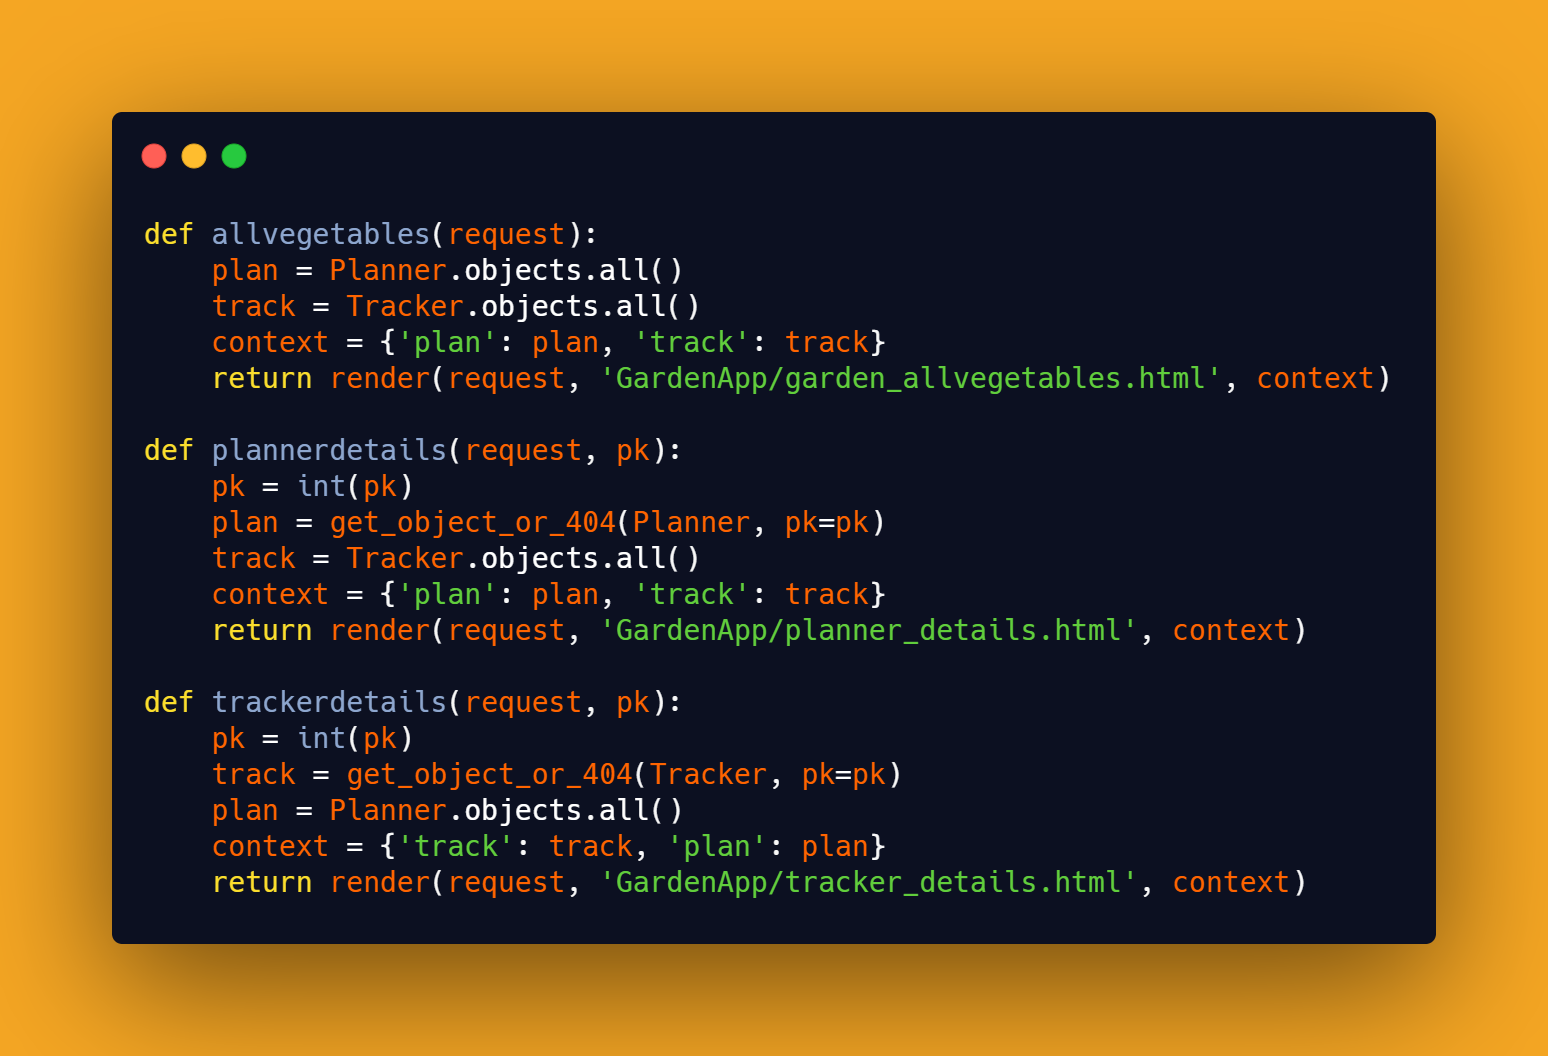 def allvegetables(request):
    plan = Planner.objects.all()
    track = Tracker.objects.all()
    context = {'plan': plan, 'track': track}
    return render(request, 'GardenApp/garden_allvegetables.html', context)

def plannerdetails(request, pk):
    pk = int(pk)
    plan = get_object_or_404(Planner, pk=pk)
    track = Tracker.objects.all()
    context = {'plan': plan, 'track': track}
    return render(request, 'GardenApp/planner_details.html', context)

def trackerdetails(request, pk):
    pk = int(pk)
    track = get_object_or_404(Tracker, pk=pk)
    plan = Planner.objects.all()
    context = {'track': track, 'plan': plan}
    return render(request, 'GardenApp/tracker_details.html', context)